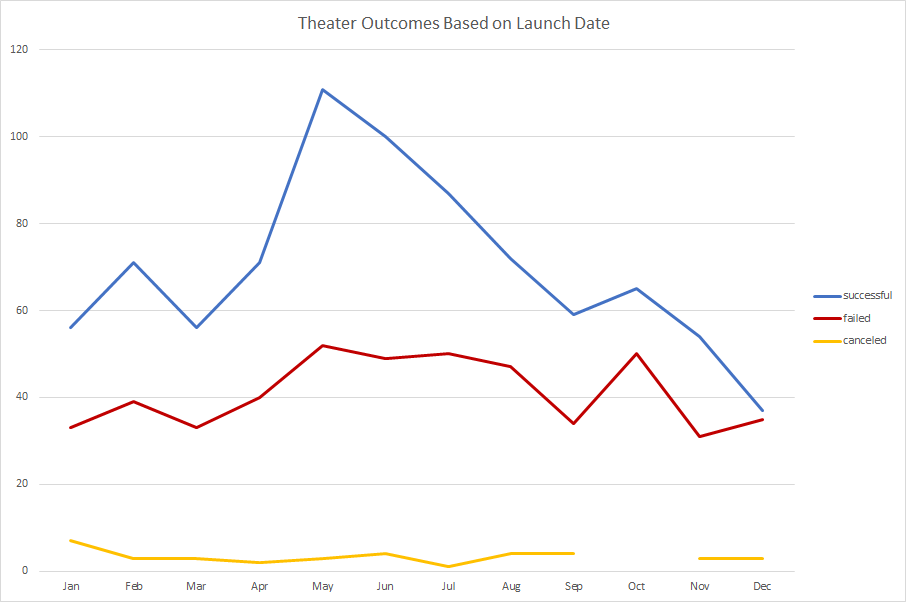 Theater Outcomes Based on Launch Date
120
100
80
60
40
20
0
Jan Feb Mar Apr May Jun Jul Aug Sep Oct Nov Dec
successful
failed
canceled